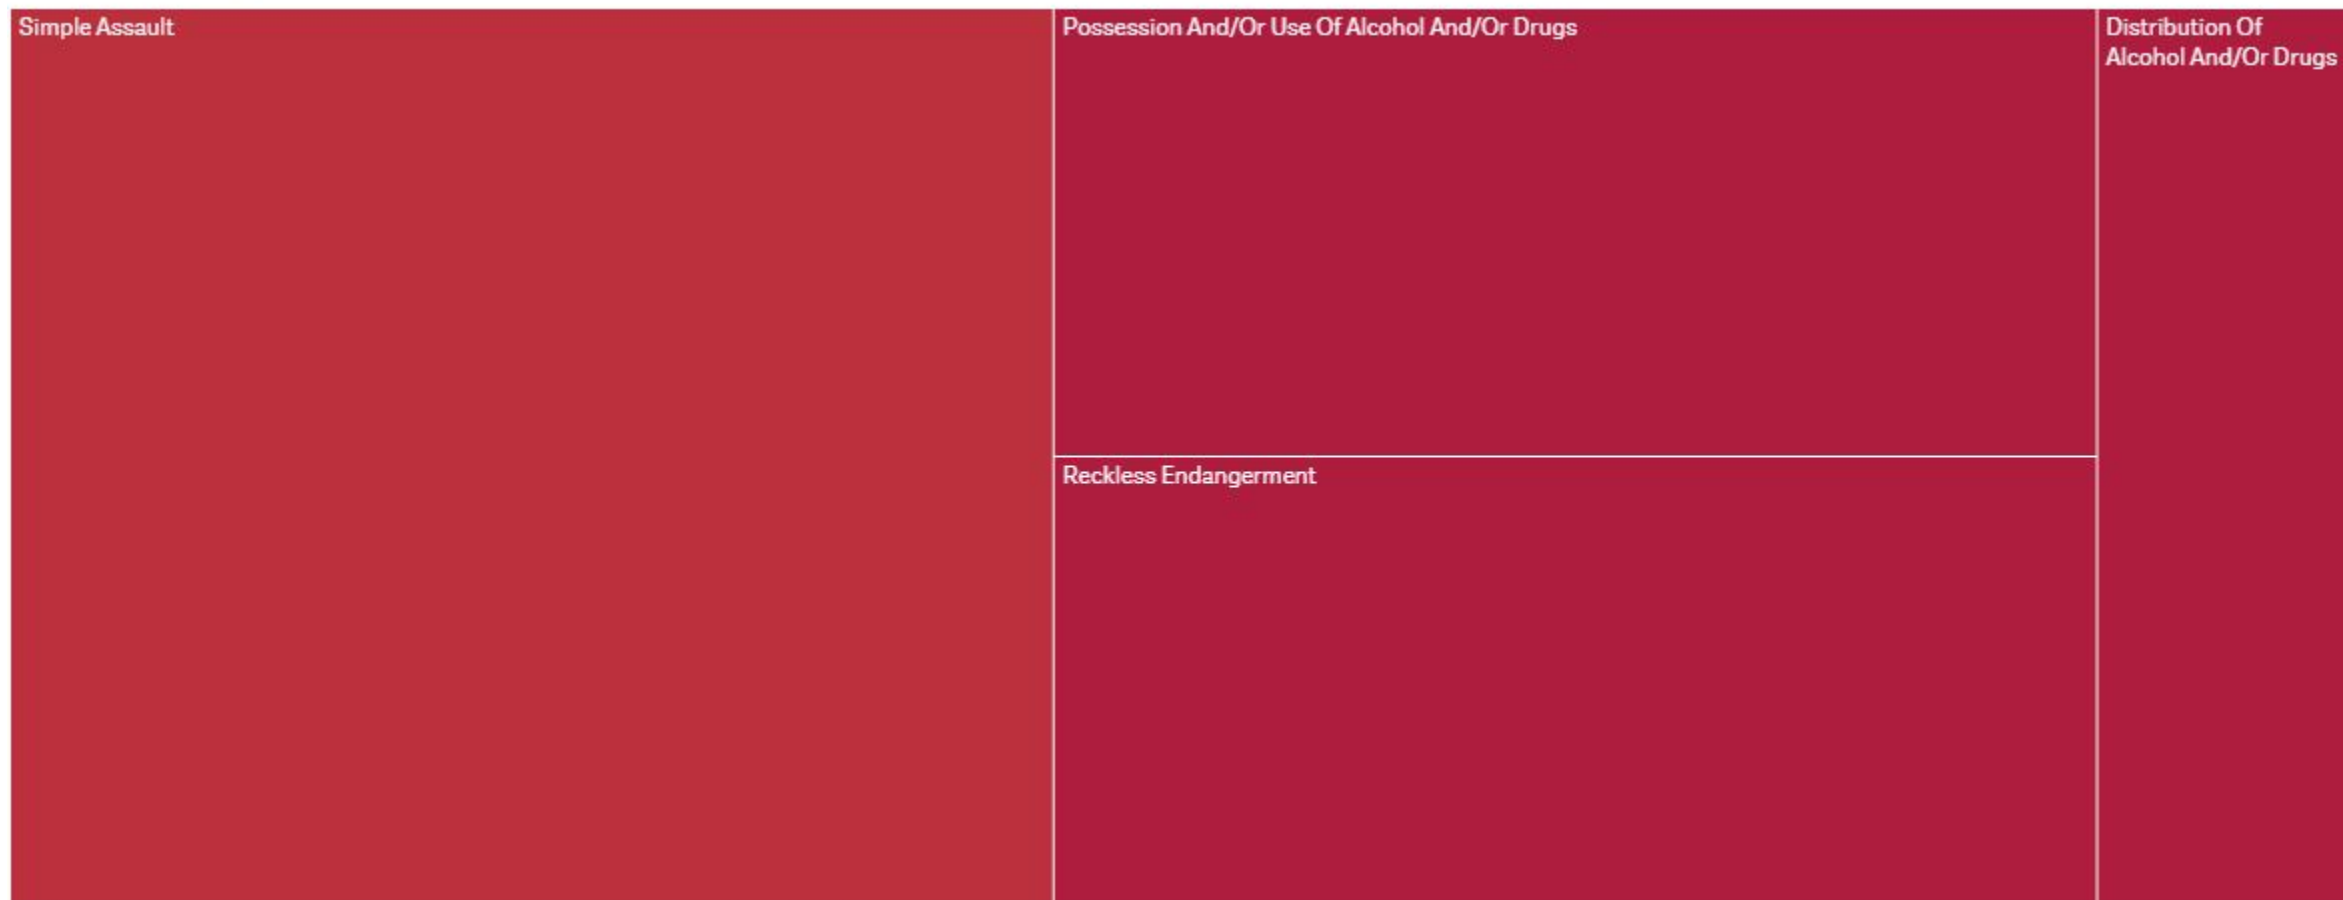 Simple Assault
Possession And/Or Use Of Alcohol And/Or Drugs
Reckless Endangerment
Distribution Of
Alcohol And/Or Drugs